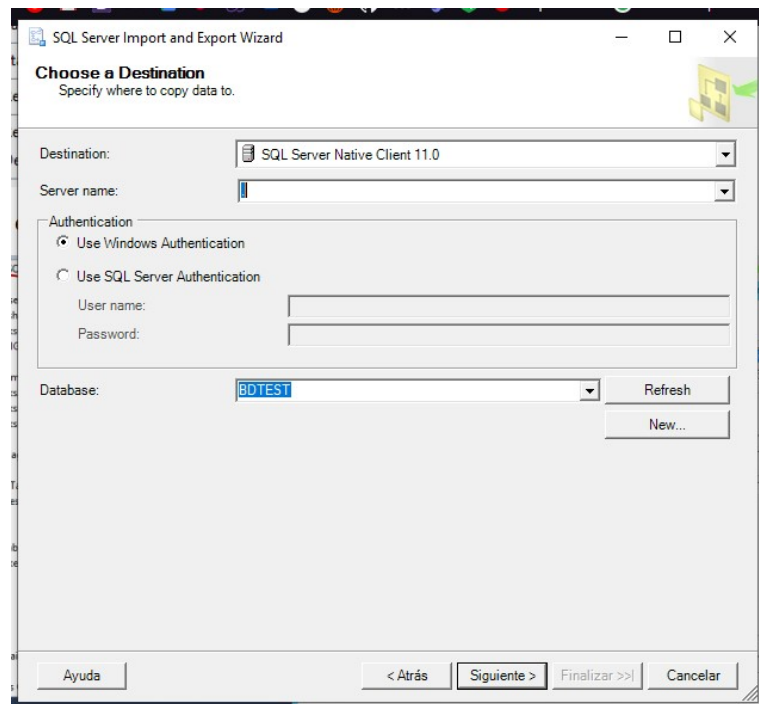 SQL Server Import and Export Wizard
Choose a Destination
Specify where to copy data to.
Destination: SQL Server Native Client 11.0
Server name: .
Authentication
Use Windows Authentication
Use SQL Server Authentication
User name:
Password:
Database: BDTEST Refresh
New...
Ayuda < Atrás Siguiente > Finalizar >>| Cancelar